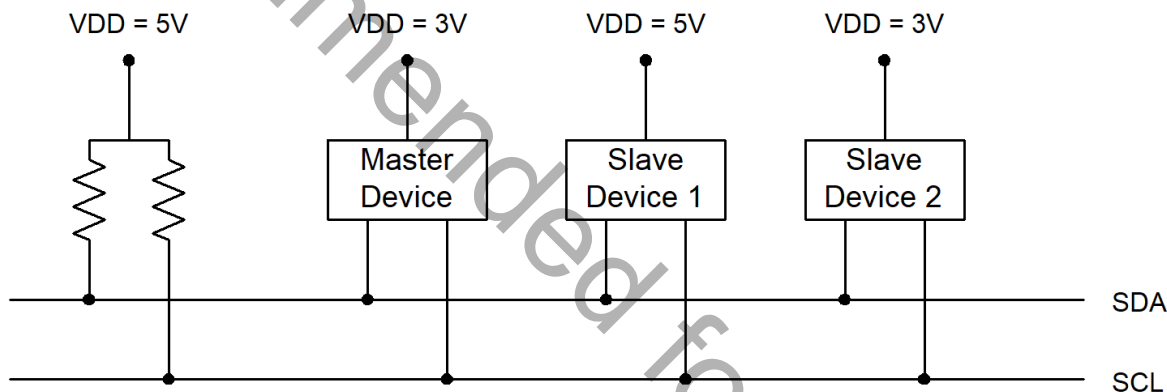 VDD = 5V
VDD = 3V
VDD = 5V
VDD = 3V
Master
Device
Slave
Device 1
Slave
Device 2
SDA
SCL